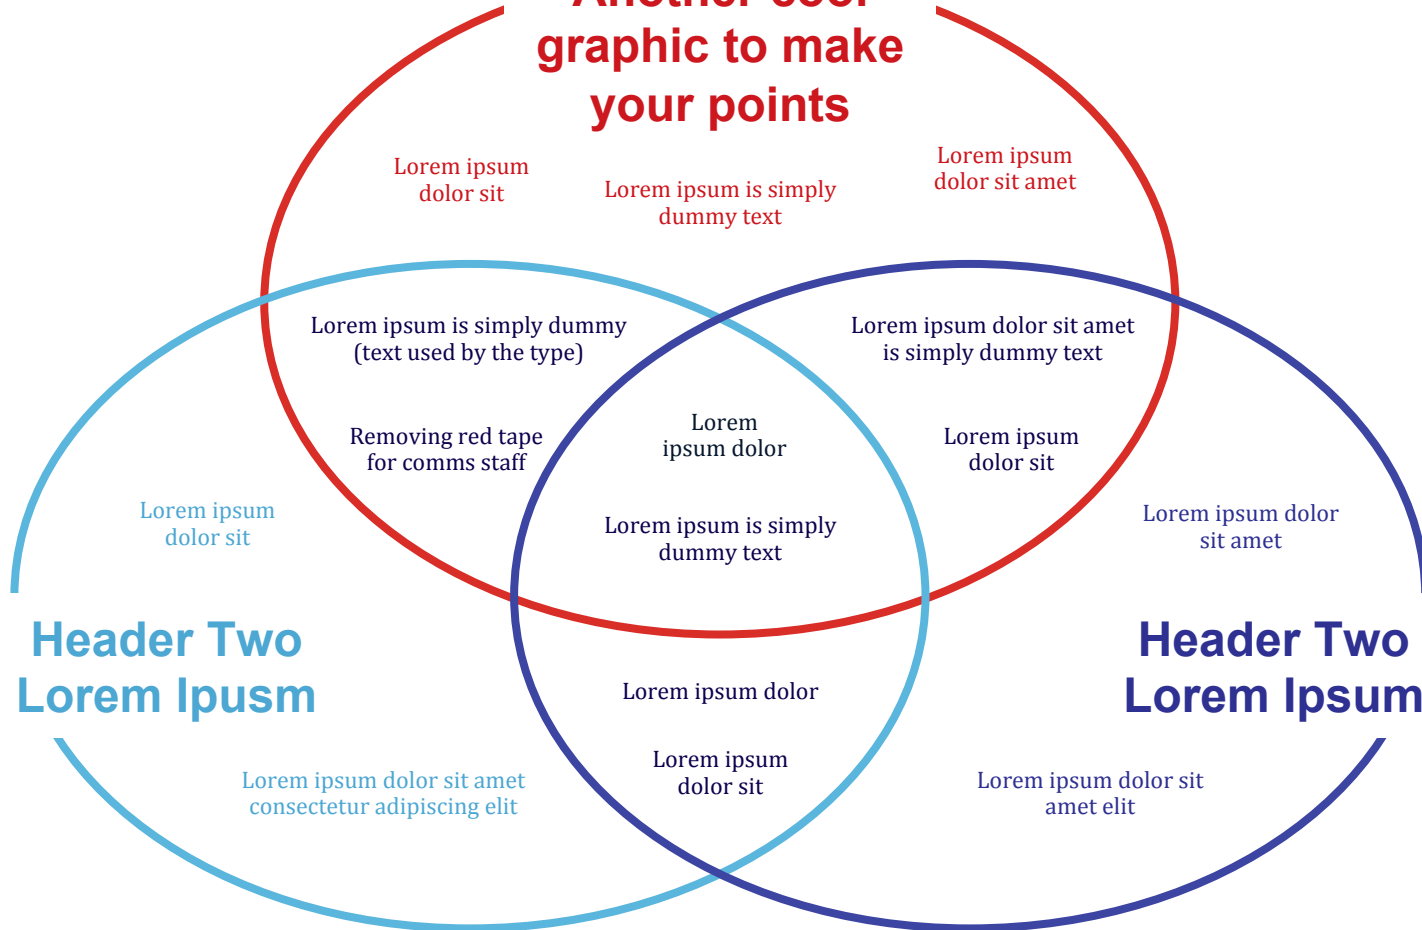 Another cool
graphic to make
your points
Lorem ipsum
dolor sit
Lorem ipsum is simply
dummy text
Lorem ipsum
dolor sit amet
Lorem ipsum is simply dummy
(text used by the type)
Lorem ipsum dolor sit amet
is simply dummy text
Removing red tape
for comms staff
Lorem
ipsum dolor
Lorem ipsum
dolor sit
Lorem ipsum
dolor sit
Lorem ipsum is simply
dummy text
Lorem ipsum dolor
sit amet
Header Two
Lorem Ipusm
Header Two
Lorem Ipsum
Lorem ipsum dolor
Lorem ipsum
dolor sit
Lorem ipsum dolor sit amet
consectetur adipiscing elit
Lorem ipsum dolor sit
amet elit